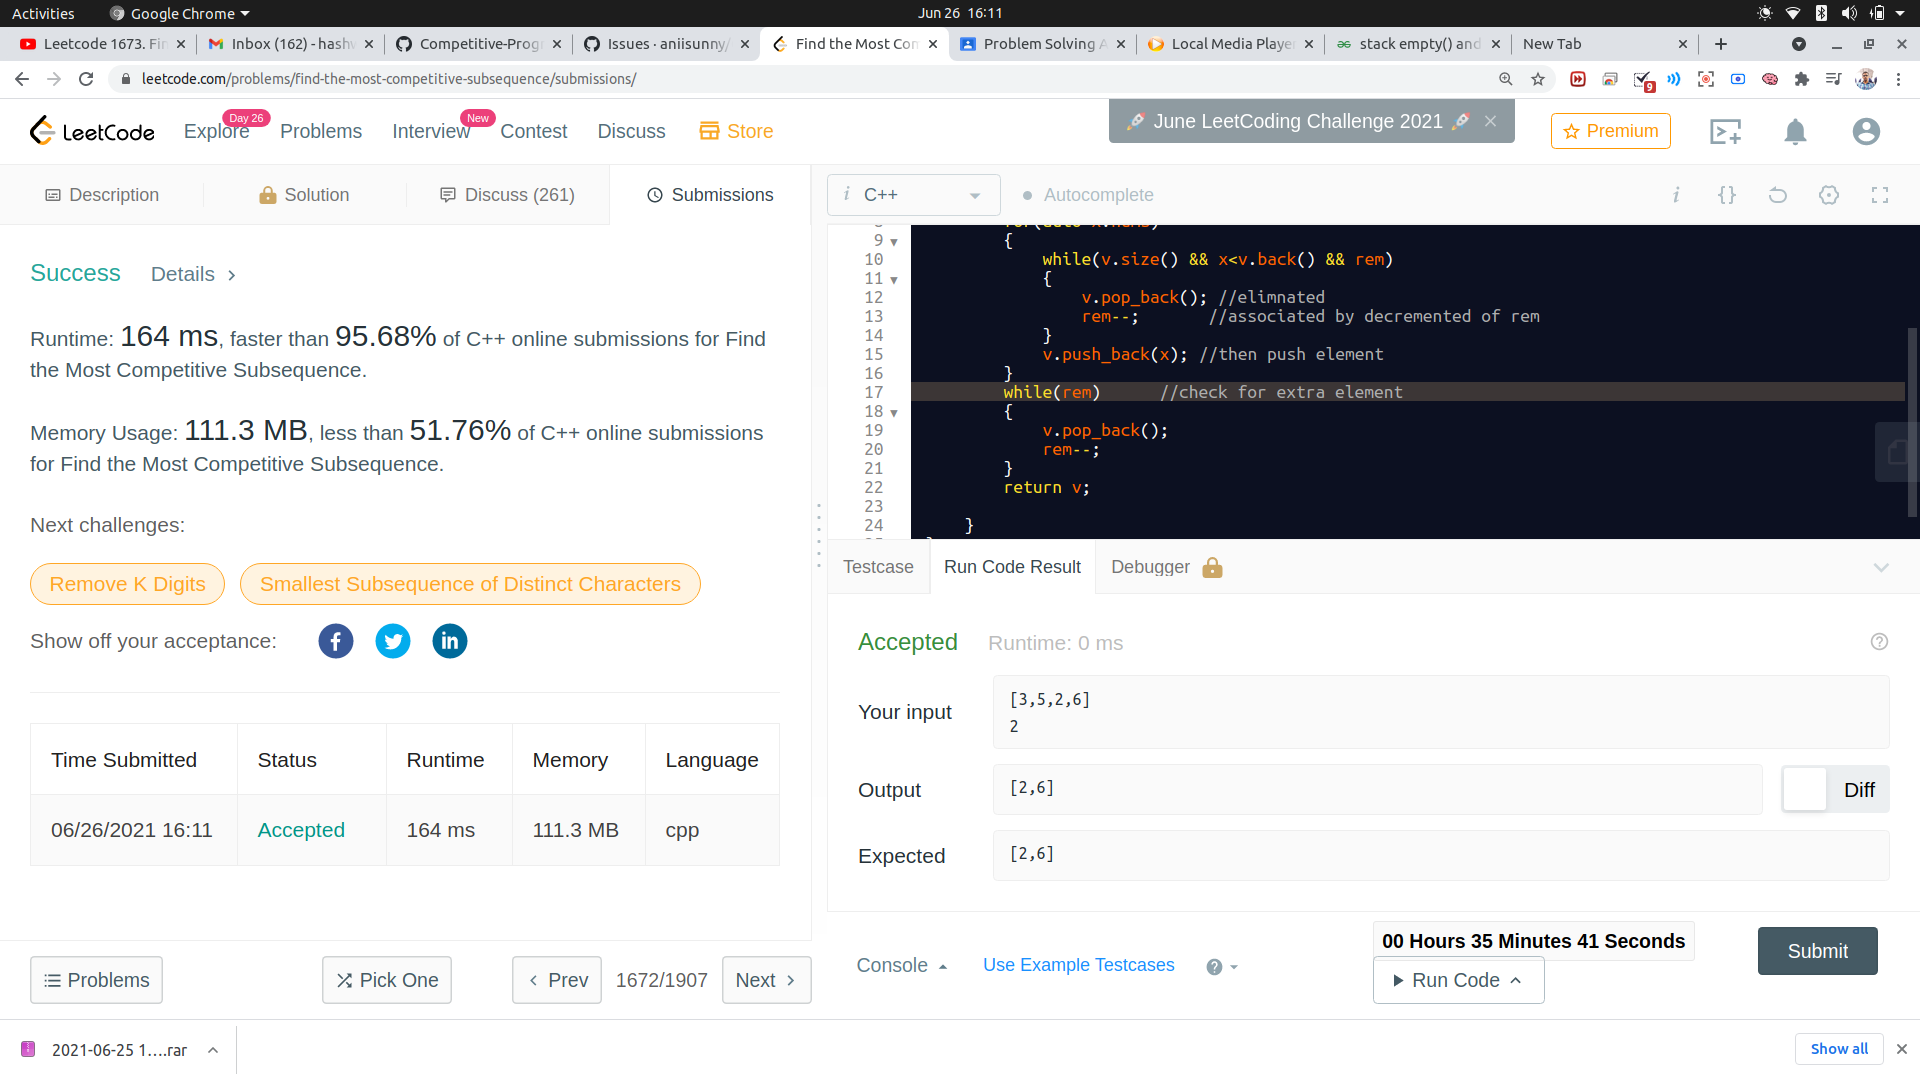 Activities
Google Chrome
Jun 26 16:11
Leetcode 1673. Fin
Inbox (162) - hashw
Competitive-Progr
Issues · aniisunny/
Find the Most Com
Problem Solving A
Local Media Player
stack empty() and
New Tab
leetcode.com/problems/find-the-most-competitive-subsequence/submissions/
9
LeetCode
Explore
Day 26
Problems
Interview
New
Contest
Discuss
Store
June LeetCoding Challenge 2021
Premium
Description
Solution
Discuss (261)
Submissions
i C++
Autocomplete
i {}
Success
Details
Runtime: 164 ms, faster than 95.68% of C++ online submissions for Find
the Most Competitive Subsequence.
Memory Usage: 111.3 MB, less than 51.76% of C++ online submissions
for Find the Most Competitive Subsequence.
Next challenges:
Remove K Digits
Smallest Subsequence of Distinct Characters
Show off your acceptance:
Time Submitted Status Runtime Memory Language
06/26/2021 16:11 Accepted 164 ms 111.3 MB cpp
Problems
Pick One
Prev
1672/1907
Next
9 {
10 while(v.size() && x<v.back() && rem)
11 {
12 v.pop_back(); //elimnated
13 rem--; //associated by decremented of rem
14 }
15 v.push_back(x); //then push element
16 }
17 while(rem) //check for extra element
18 {
19 v.pop_back();
20 rem--;
21 }
22 return v;
23
24 }
Testcase
Run Code Result
Debugger
Accepted
Runtime: 0 ms
Your input
[3,5,2,6]
2
Output
[2,6]
Diff
Expected
[2,6]
Console
Use Example Testcases
00 Hours 35 Minutes 41 Seconds
Run Code
Submit
2021-06-25 1....rar
Show all